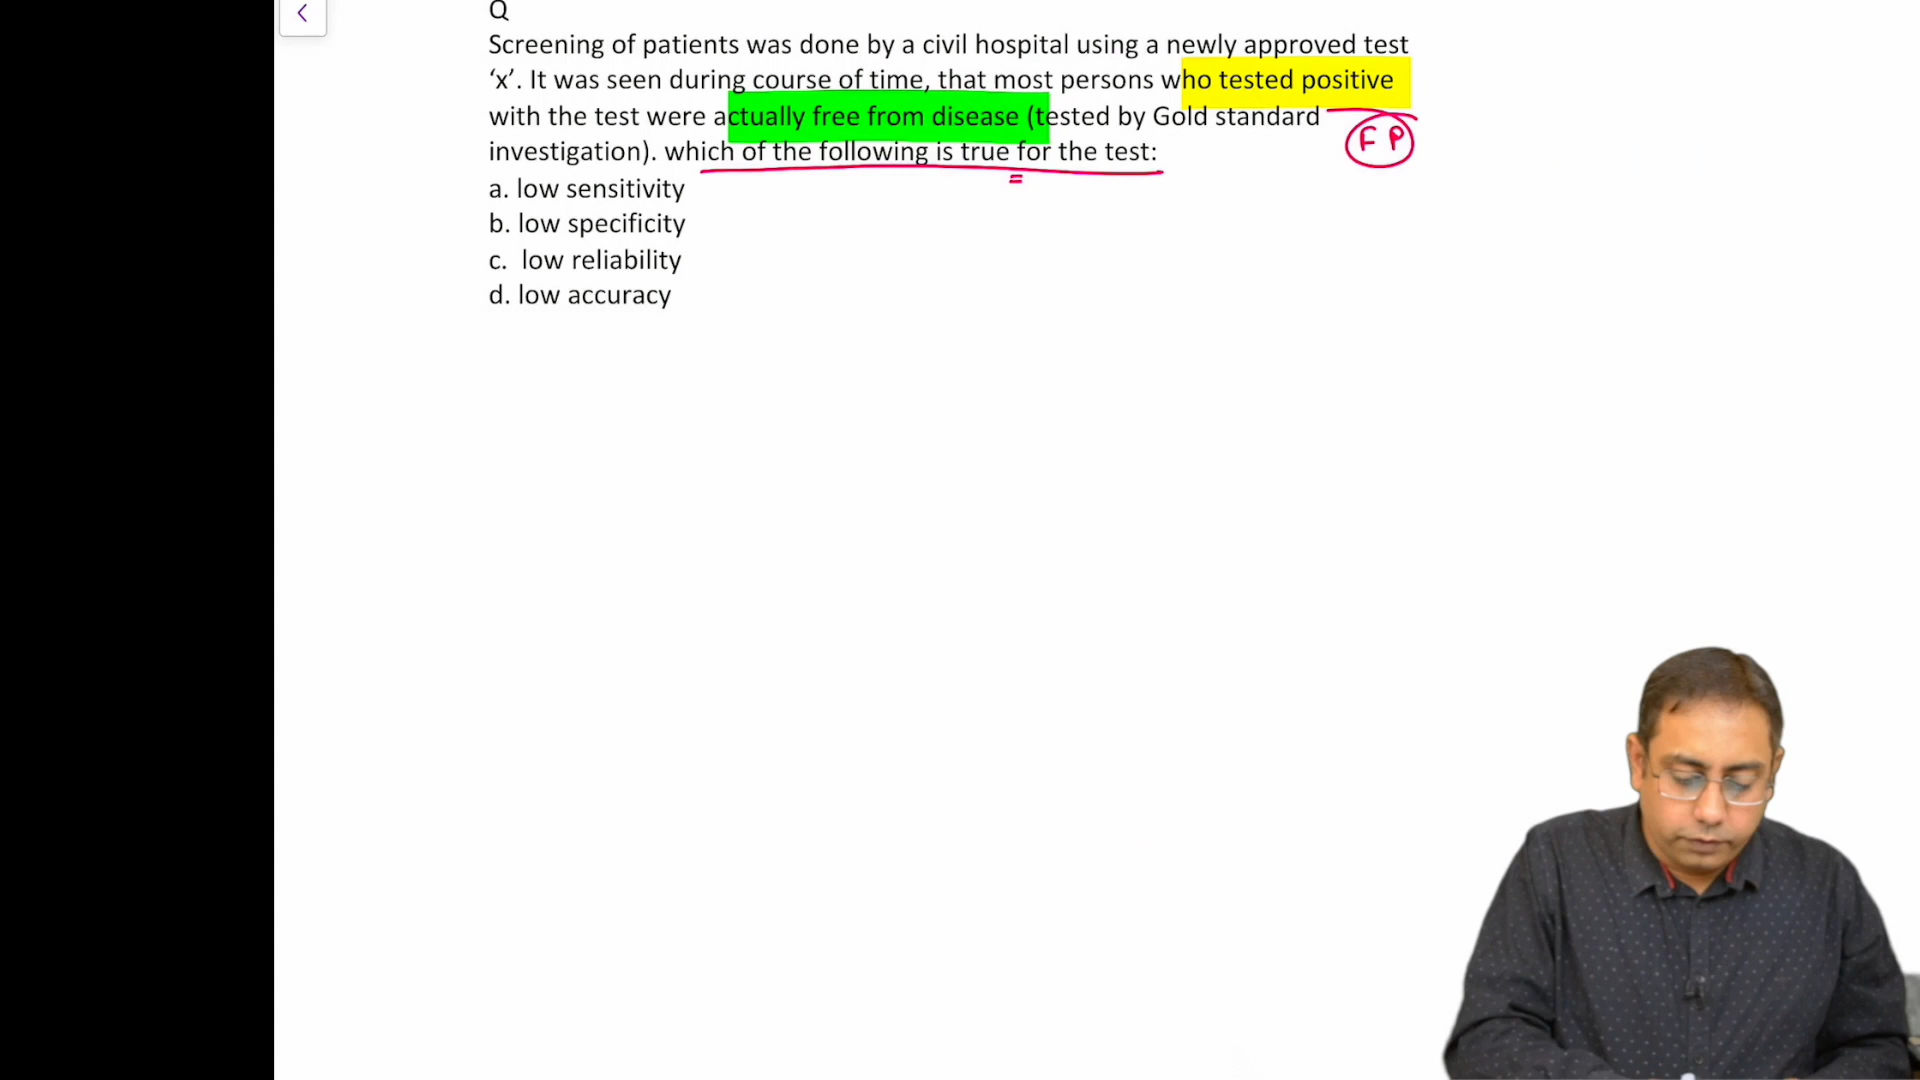 Q
Screening of patients was done by a civil hospital using a newly approved test
‘x’. It was seen during course of time, that most persons who tested positive
with the test were actually free from disease (tested by Gold standard
FP
investigation). which of the following is true for the test:
a. low sensitivity
b. low specificity
c. low reliability
d. low accuracy